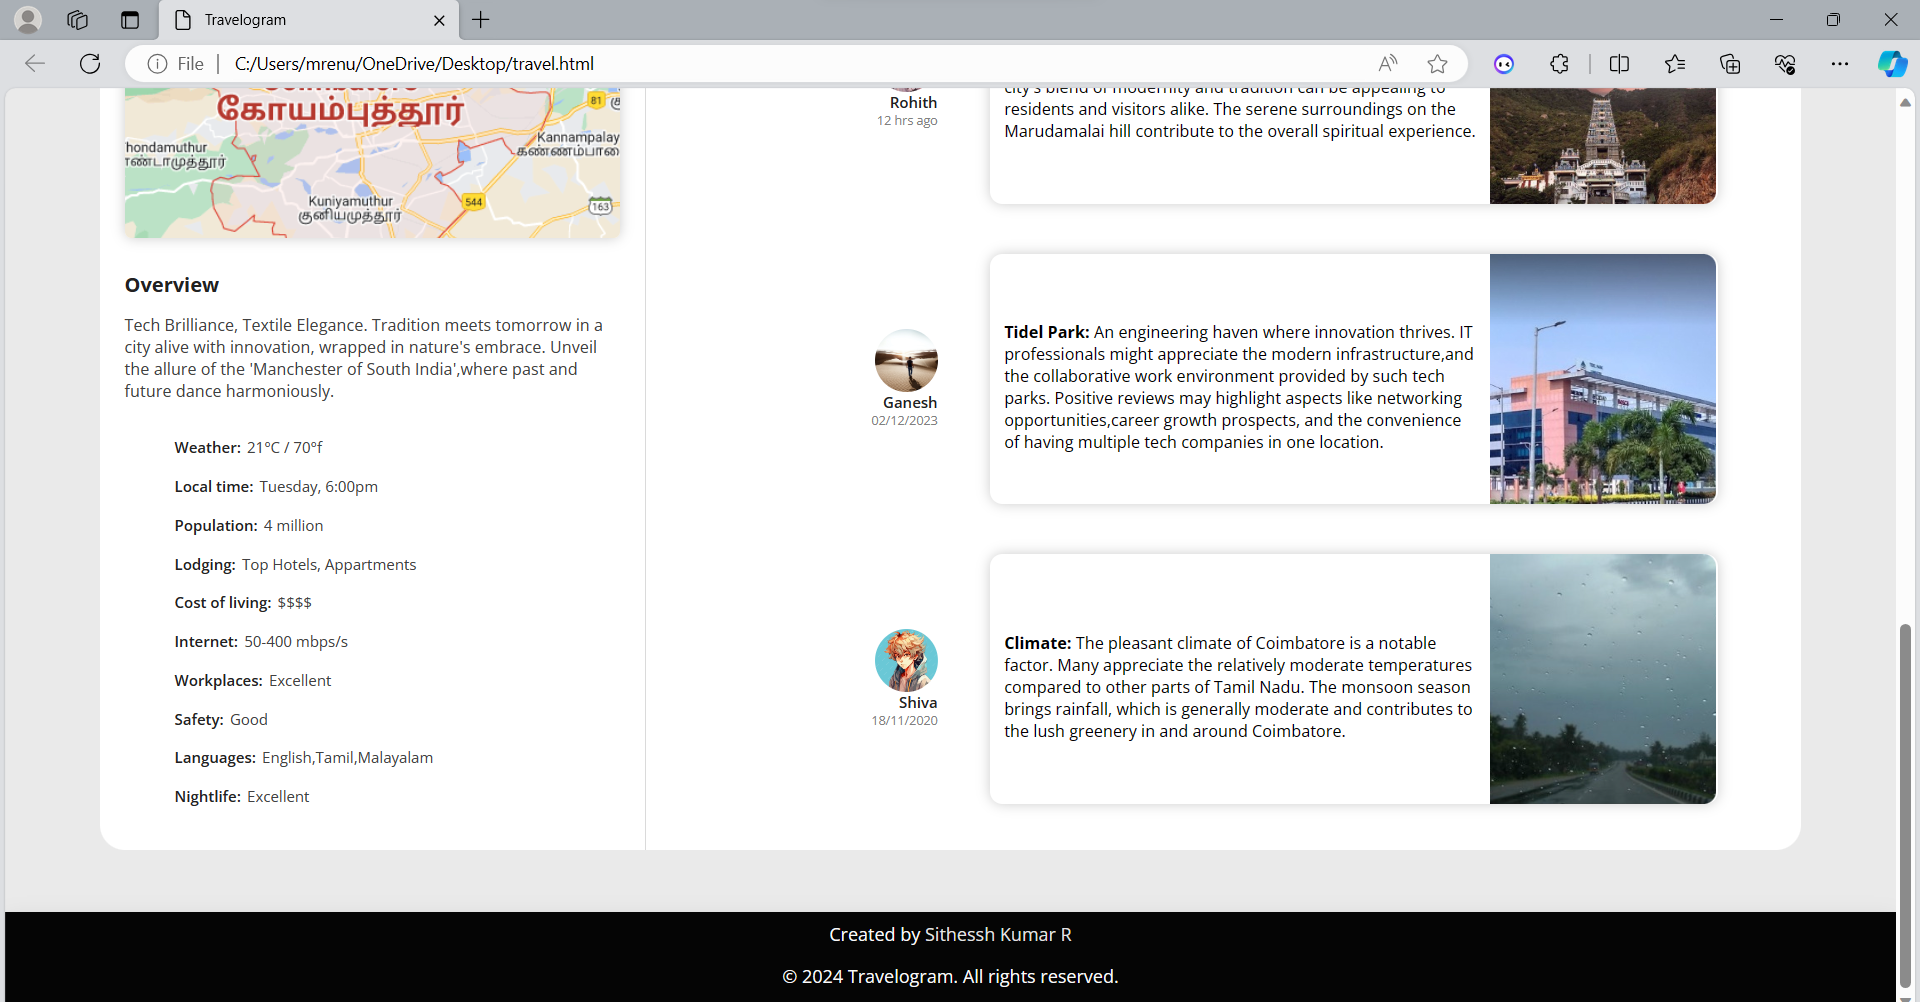 Travelogram
File
C:/Users/mrenu/OneDrive/Desktop/travel.html
கோயம்புத்தூர்
81
Kannampalay
கண்ணம்பாளை
hondamuthur
Kuniyamuthur
குனியமுத்தூர்
544
163
Overview
Tech Brilliance, Textile Elegance. Tradition meets tomorrow in a
city alive with innovation, wrapped in nature's embrace. Unveil
the allure of the 'Manchester of South India',where past and
future dance harmoniously.
Weather: 21°C / 70°f
Local time: Tuesday, 6:00pm
Population: 4 million
Lodging: Top Hotels, Appartments
Cost of living: $$$$
Internet: 50-400 mbps/s
Workplaces: Excellent
Safety: Good
Languages: English,Tamil,Malayalam
Nightlife: Excellent
Rohith
12 hrs ago
city's blend of modernity and tradition can be appealing to
residents and visitors alike. The serene surroundings on the
Marudamalai hill contribute to the overall spiritual experience.
Ganesh
02/12/2023
Tidel Park: An engineering haven where innovation thrives. IT
professionals might appreciate the modern infrastructure,and
the collaborative work environment provided by such tech
parks. Positive reviews may highlight aspects like networking
opportunities,career growth prospects, and the convenience
of having multiple tech companies in one location.
Shiva
18/11/2020
Climate: The pleasant climate of Coimbatore is a notable
factor. Many appreciate the relatively moderate temperatures
compared to other parts of Tamil Nadu. The monsoon season
brings rainfall, which is generally moderate and contributes to
the lush greenery in and around Coimbatore.
Created by Sithessh Kumar R
© 2024 Travelogram. All rights reserved.